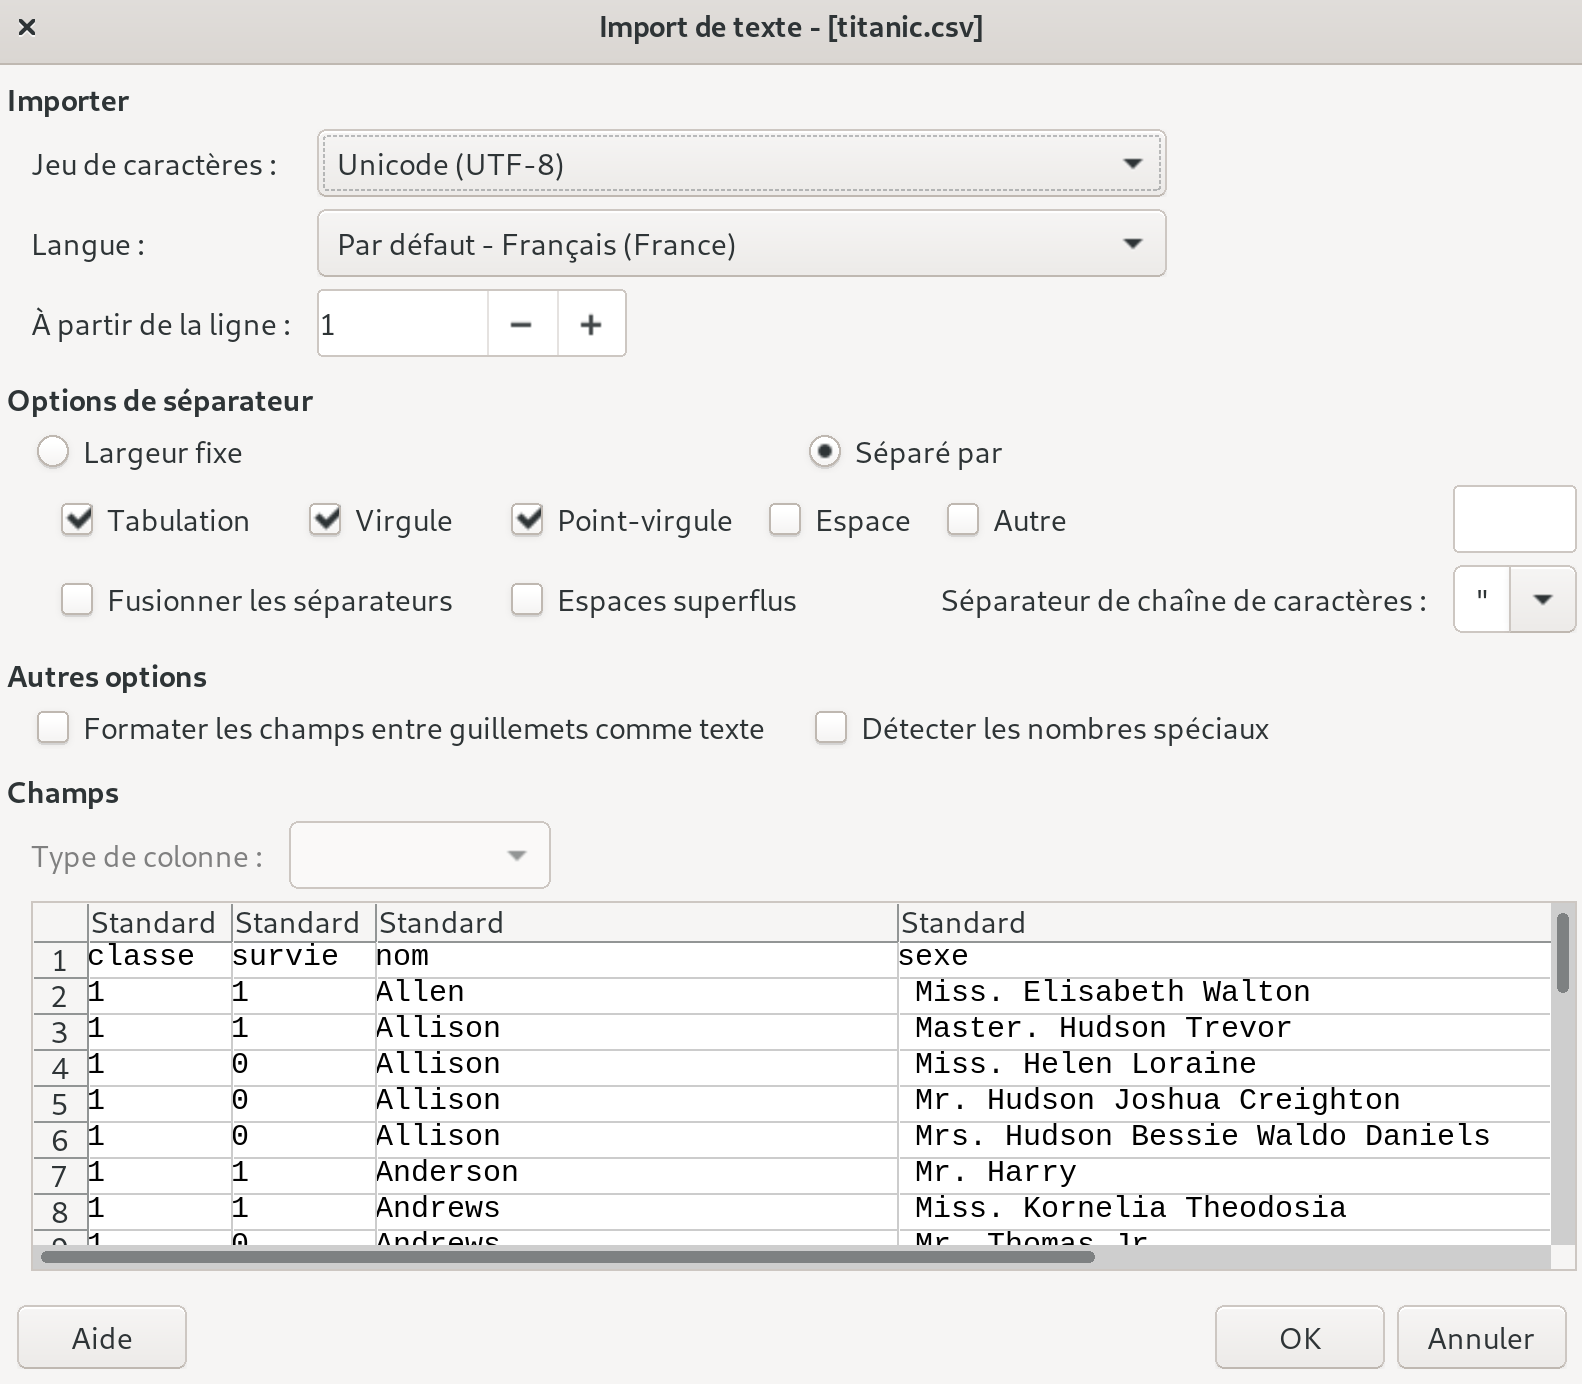 Import de texte - [titanic.csv]
Importer
Jeu de caractères : Unicode (UTF-8)
Langue : Par défaut - Français (France)
À partir de la ligne : 1
Options de séparateur
Largeur fixe Séparé par
Tabulation Virgule Point-virgule Espace Autre
Fusionner les séparateurs Espaces superflus Séparateur de chaîne de caractères : "
Autres options
Formater les champs entre guillemets comme texte Détecter les nombres spéciaux
Champs
Type de colonne :
Standard Standard Standard Standard
1 classe survie nom sexe
2 1 1 Allen Miss. Elisabeth Walton
3 1 1 Allison Master. Hudson Trevor
4 1 0 Allison Miss. Helen Loraine
5 1 0 Allison Mr. Hudson Joshua Creighton
6 1 0 Allison Mrs. Hudson Bessie Waldo Daniels
7 1 1 Anderson Mr. Harry
8 1 1 Andrews Miss. Kornelia Theodosia
9 1 0 Andrews Mr. Thomas Jr
Aide OK Annuler